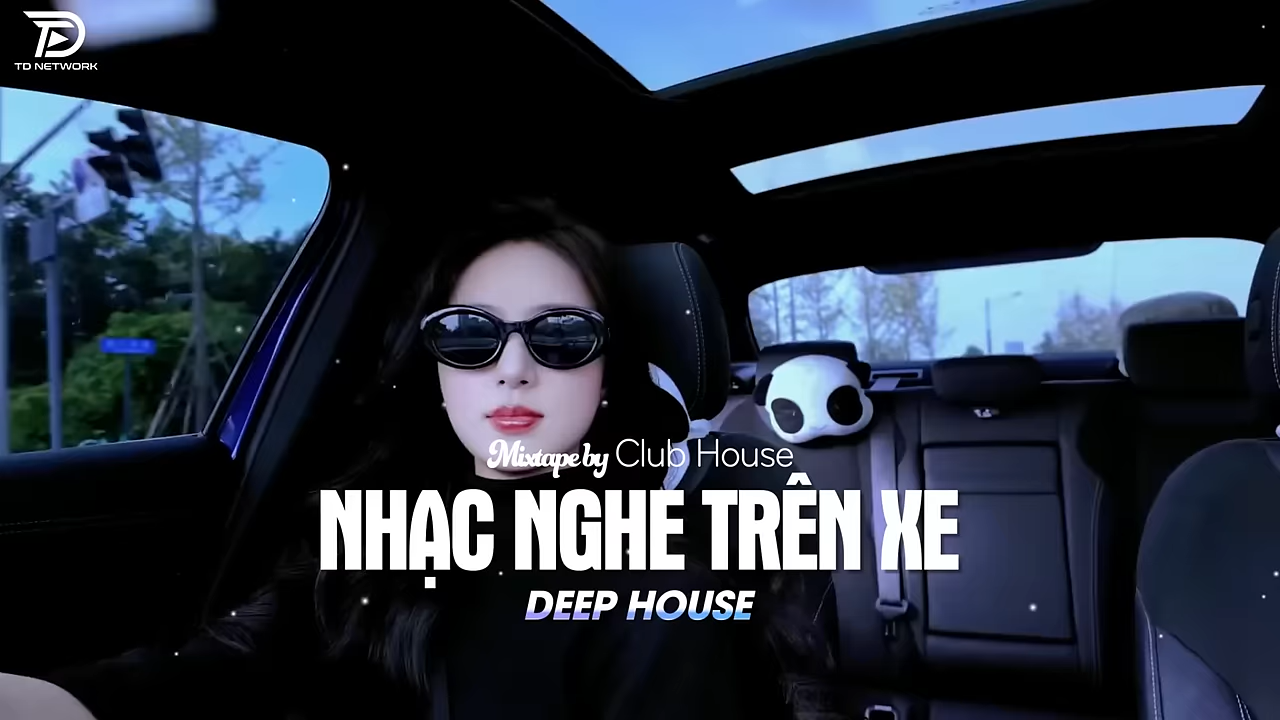 TD NETWORK
Mixtape by Club House
NHẠC NGHE TRÊN XE
DEEP HOUSE